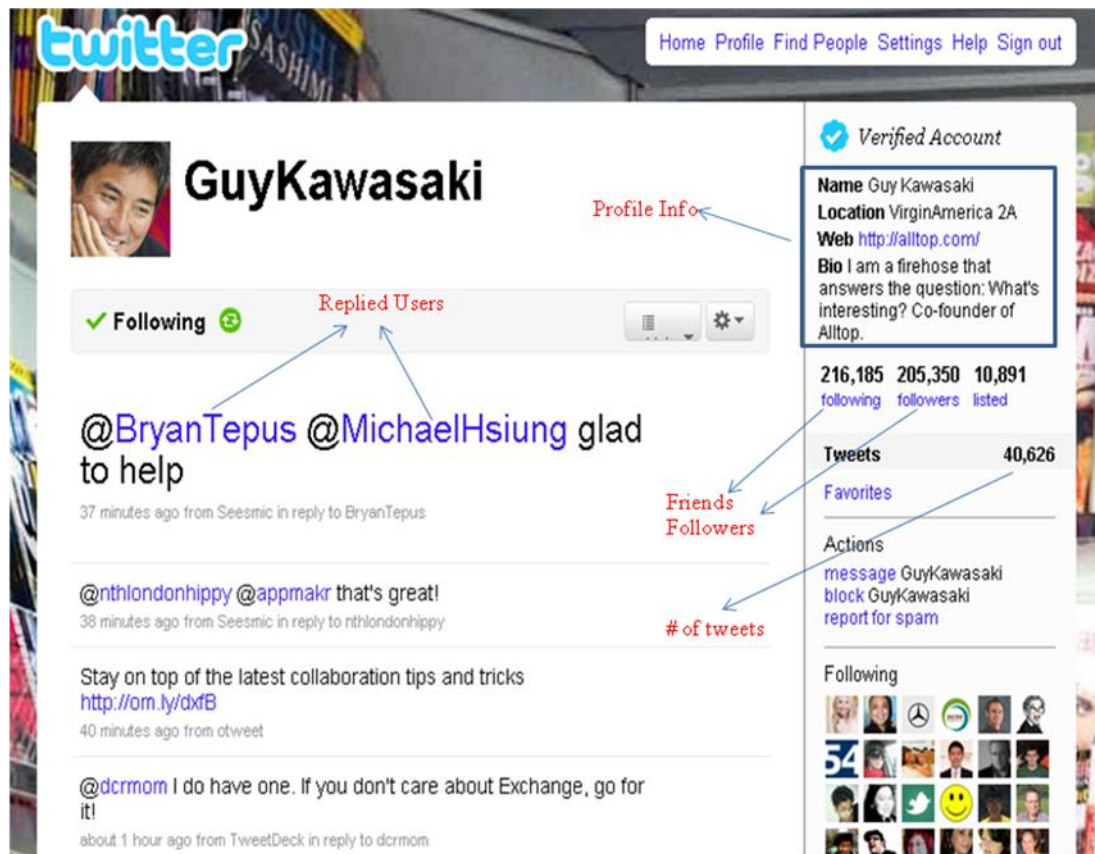 twitter
Home Profile Find People Settings Help Sign out
SASHIMI
GuyKawasaki
Profile Info
Following
Replied Users
@BryanTepus @MichaelHsiung glad
to help
37 minutes ago from Seesmic in reply to BryanTepus
@nthlondonhippy @appmakr that's great!
38 minutes ago from Seesmic in reply to nthlondonhippy
Stay on top of the latest collaboration tips and tricks
http://om.ly/dxfB
40 minutes ago from otweet
@dcrmom I do have one. If you don't care about Exchange, go for
it!
about 1 hour ago from TweetDeck in reply to dcrmom
Verified Account
Name Guy Kawasaki
Location VirginAmerica 2A
Web http://alltop.com/
Bio I am a firehose that
answers the question: What's
interesting? Co-founder of
Alltop.
216,185 205,350 10,891
following followers listed
Friends
Followers
Tweets 40,626
Favorites
# of tweets
Actions
message GuyKawasaki
block GuyKawasaki
report for spam
Following
54